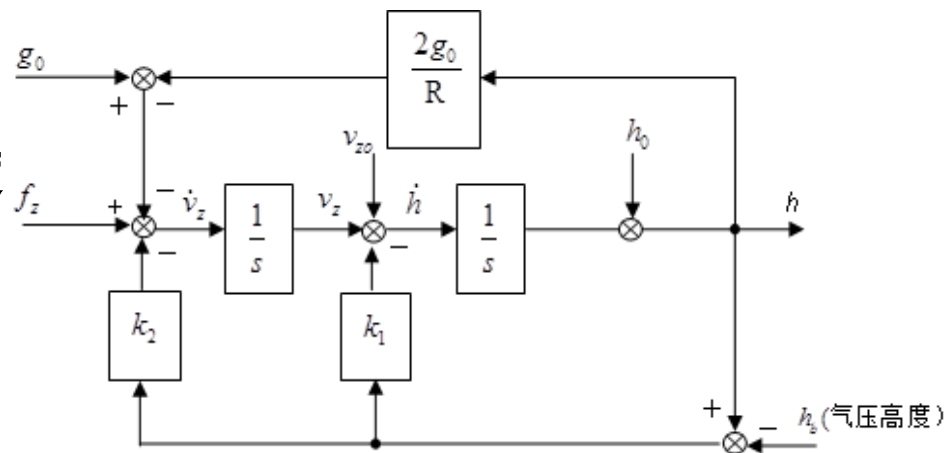 g₀
2g₀
R
+ −
v_zo
h₀
f_z
+ −
v̇_z
1
s
v_z
ḣ
1
s
h
−
−
k₂
k₁
+
−
h_b(气压高度)